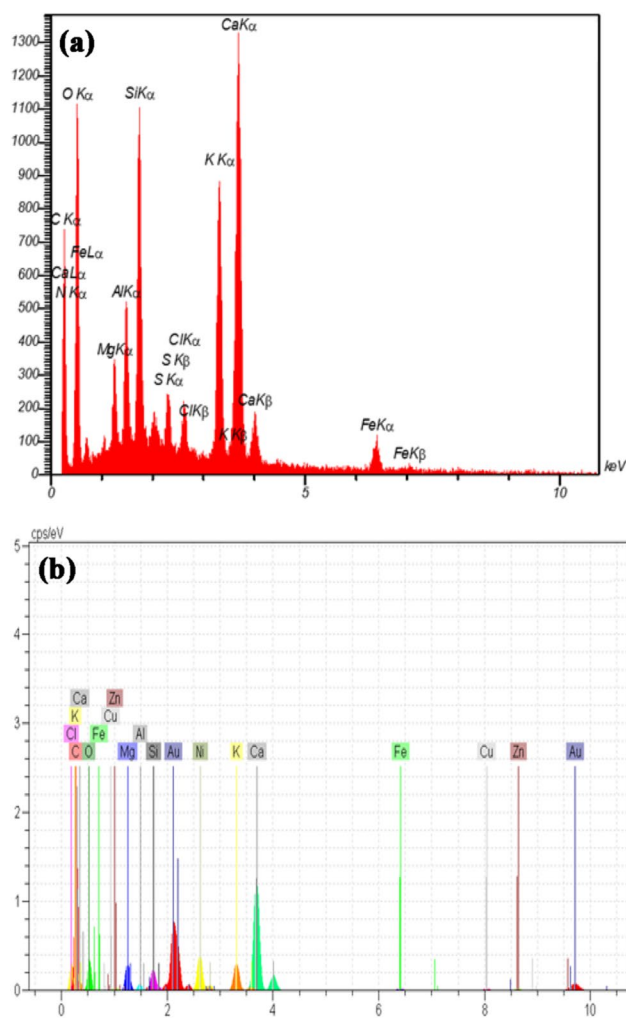 (a)
CaKα
1300
1200
O Kα
SiKα
1100
1000
900
K Kα
800
C Kα
700
FeLα
600
CaLα
N Kα
AlKα
500
ClKα
400
MgKα
S Kβ
S Kα
300
200
ClKβ
K Kβ
CaKβ
FeKα
100
FeKβ
keV
0
0 5 10
cps/eV
(b)
5
4
Ca Zn
3
K Cu
Cl Fe Al
C O Mg Si Au Ni K Ca Fe Cu Zn Au
2
1
0
0 2 4 6 8 10